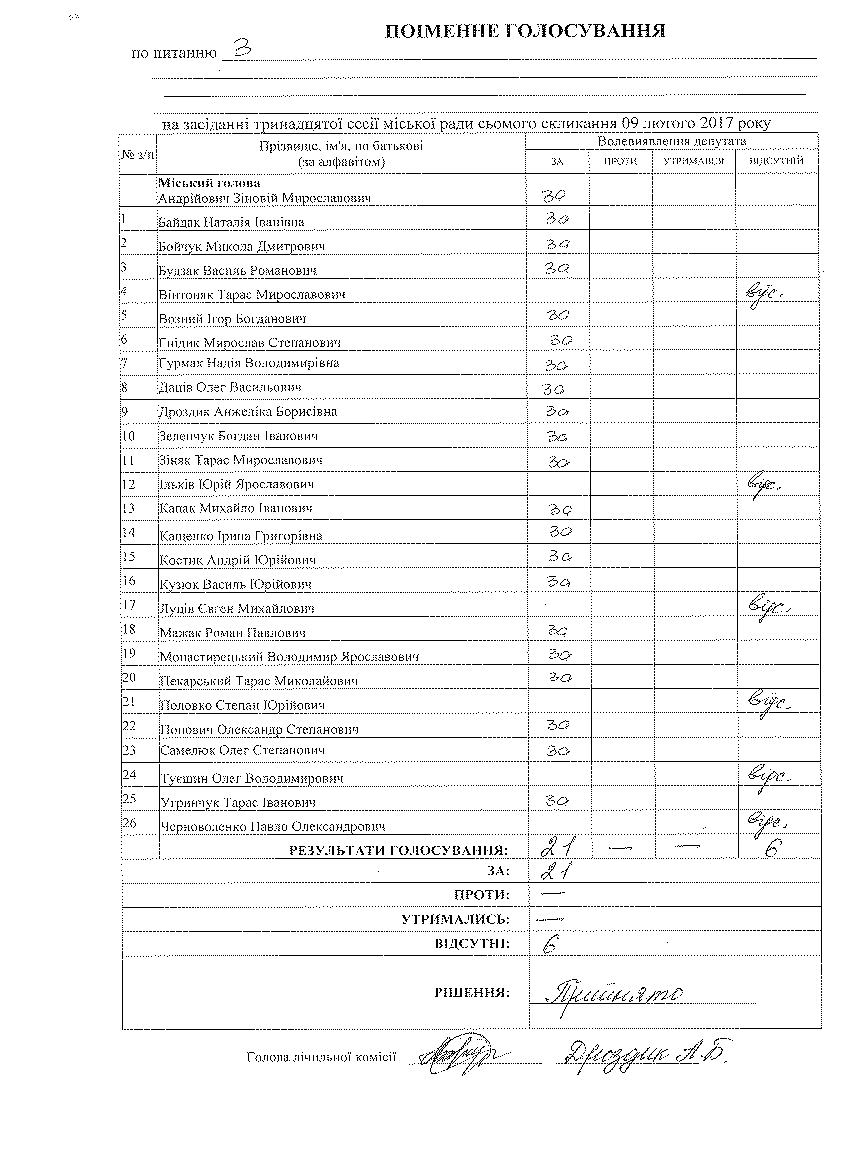 ПОІМЕННЕ ГОЛОСУВАННЯ
по питанню 3
на засіданні тринадцятої сесії міської ради сьомого скликання 09 лютого 2017 року
№ з/п Прізвище, ім'я, по батькові (за алфавітом) Волевиявлення депутата
ЗА ПРОТИ УТРИМАВСЯ ВІДСУТНІЙ
Міський голова
Андрійович Зіновій Мирославович за
1 Байдак Наталія Іванівна за
2 Бойчук Микола Дмитрович за
3 Будзак Василь Романович за
4 Вінтоняк Тарас Мирославович відс.
5 Возний Ігор Богданович за
6 Гнідик Мирослав Степанович за
7 Гурмак Надія Володимирівна за
8 Даців Олег Васильович за
9 Дроздик Анжеліка Борисівна за
10 Зеленчук Богдан Іванович за
11 Зіняк Тарас Мирославович за
12 Ільків Юрій Ярославович відс.
13 Капак Михайло Іванович за
14 Кащенко Ірина Григорівна за
15 Костик Андрій Юрійович за
16 Кузюк Василь Юрійович за
17 Луців Євген Михайлович відс.
18 Мажак Роман Павлович за
19 Монастирецький Володимир Ярославович за
20 Пекарський Тарас Миколайович за
21 Половко Степан Юрійович відс.
22 Попович Олександр Степанович за
23 Самелюк Олег Степанович за
24 Олег Володимирович відс.
25 Угринчук Тарас Іванович за
26 Черноволенко Павло Олександрович відс.
РЕЗУЛЬТАТИ ГОЛОСУВАННЯ: 21 — — 6
ЗА: 21
ПРОТИ: —
УТРИМАЛИСЬ: —
ВІДСУТНІ: 6
РІШЕННЯ: Прийнято
Голова лічильної комісії Дроздик А.Б.